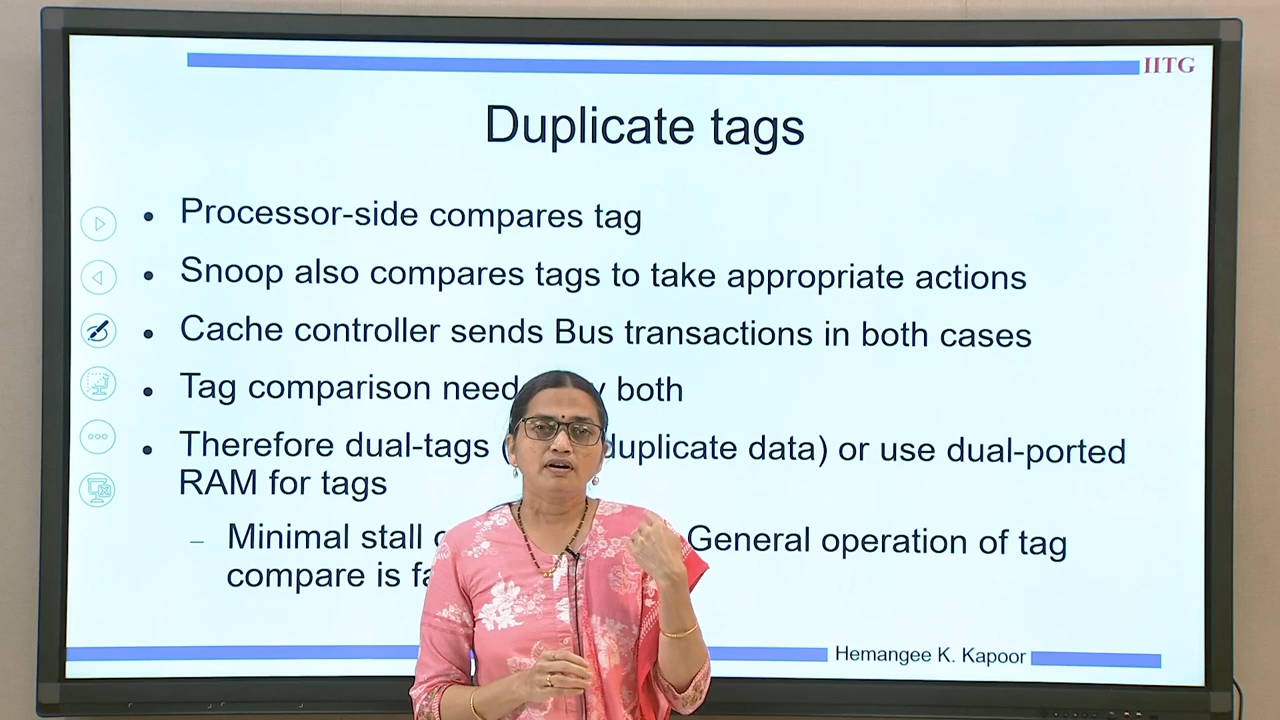 IITG
Duplicate tags
• Processor-side compares tag
• Snoop also compares tags to take appropriate actions
• Cache controller sends Bus transactions in both cases
• Tag comparison need both
• Therefore dual-tags ( duplicate data) or use dual-ported
RAM for tags
– Minimal stall General operation of tag
compare is
Hemangee K. Kapoor